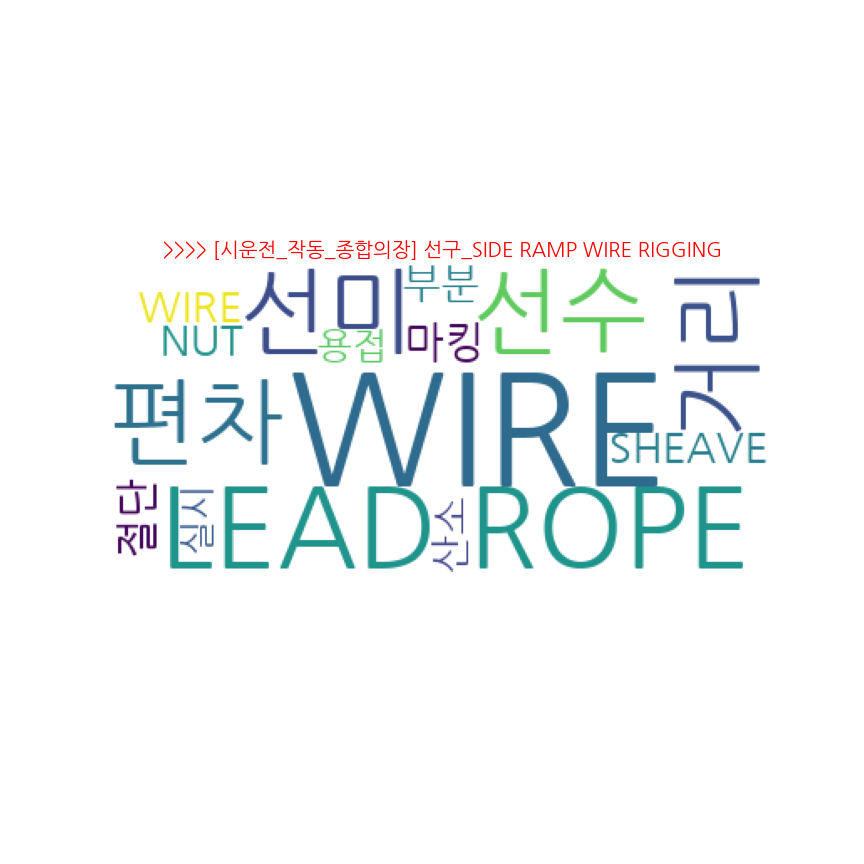 >>>> [시운전_작동_종합의장] 선구_SIDE RAMP WIRE RIGGING
WIRE
선미
부분
선수
거리
NUT
용접
마킹
편차
WIRE
SHEAVE
절단
실시
LEAD
산소
ROPE